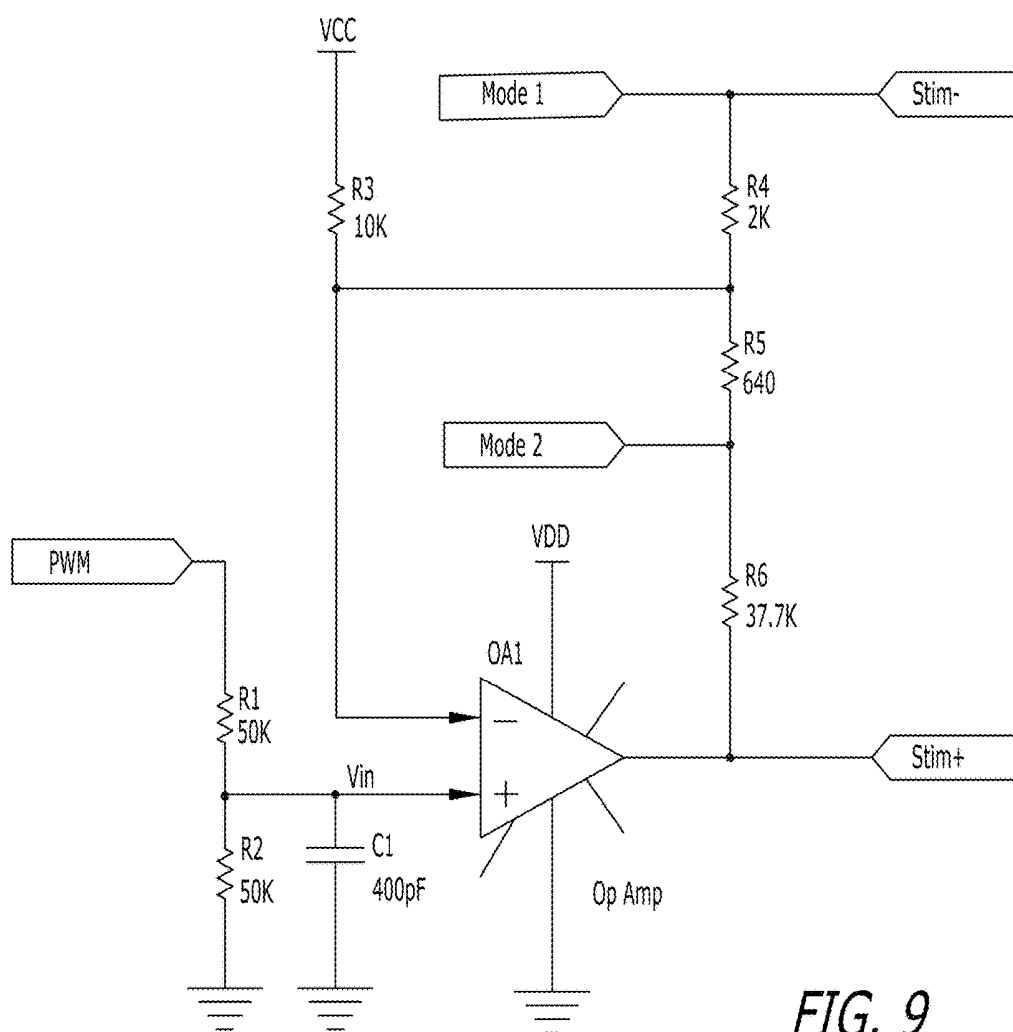 VCC
Mode 1
Stim-
R3
10K
R4
2K
R5
640
Mode 2
VDD
PWM
R6
37.7K
OA1
R1
50K
Vin
Stim+
R2
50K
C1
400pF
Op Amp
FIG. 9